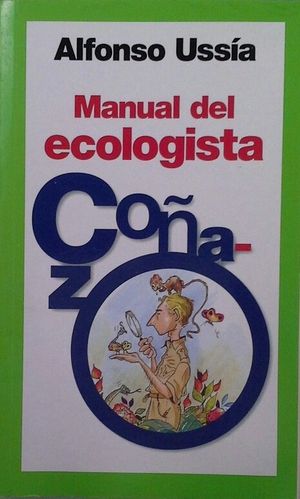 Alfonso Ussía
Manual del
ecologista
Coña-
zo